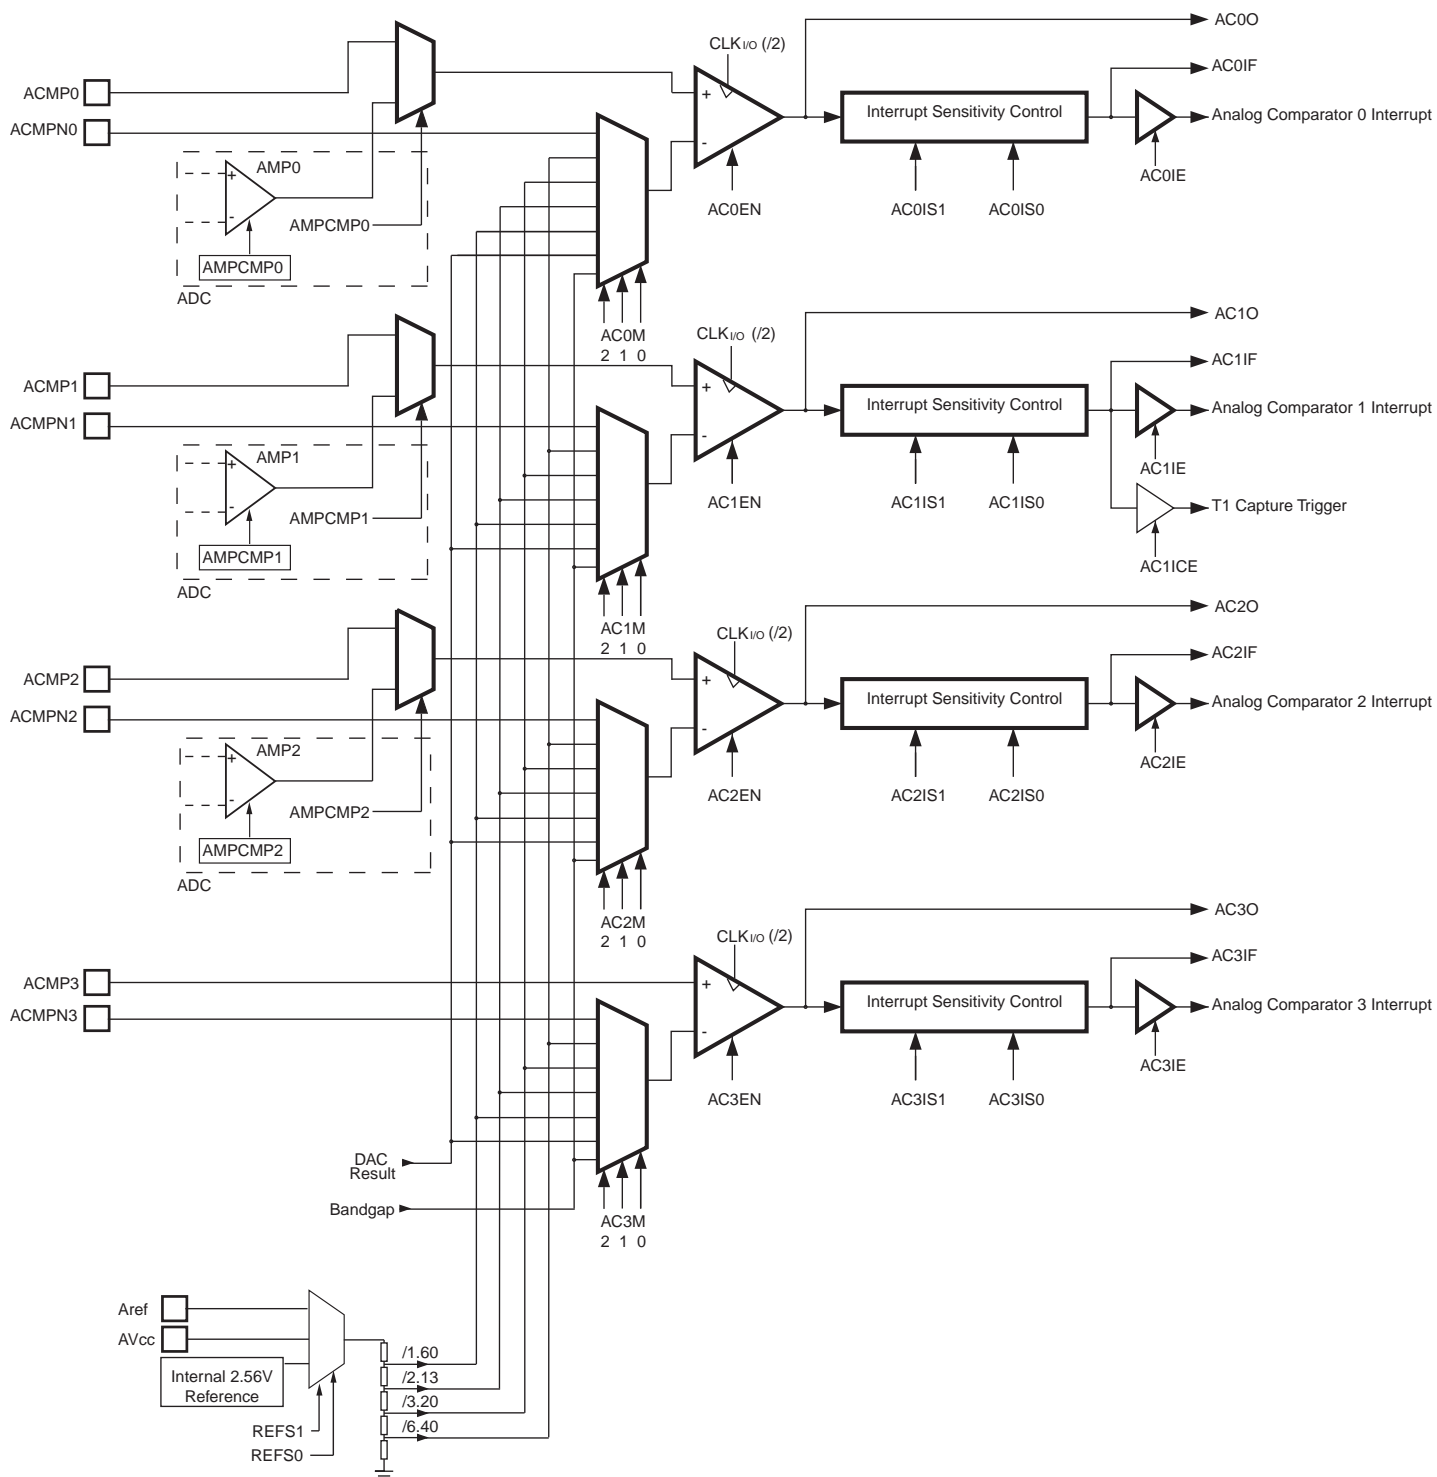 AC0O
CLK I/O (/2)
AC0IF
ACMP0
+
Interrupt Sensitivity Control
Analog Comparator 0 Interrupt
ACMPN0
-
AMP0
+
AC0IE
-
AMPCMP0
AC0EN
AC0IS1
AC0IS0
AMPCMP0
ADC
AC0M
2 1 0
AC1O
CLK I/O (/2)
AC1IF
ACMP1
+
Interrupt Sensitivity Control
Analog Comparator 1 Interrupt
ACMPN1
-
AMP1
+
AC1IE
-
AMPCMP1
AC1EN
AC1IS1
AC1IS0
T1 Capture Trigger
AMPCMP1
AC1ICE
ADC
AC1M
2 1 0
AC2O
CLK I/O (/2)
AC2IF
ACMP2
+
Interrupt Sensitivity Control
Analog Comparator 2 Interrupt
ACMPN2
-
AMP2
+
AC2IE
-
AMPCMP2
AC2EN
AC2IS1
AC2IS0
AMPCMP2
ADC
AC2M
2 1 0
AC3O
CLK I/O (/2)
AC3IF
ACMP3
+
Interrupt Sensitivity Control
Analog Comparator 3 Interrupt
ACMPN3
-
AC3IE
AC3EN
AC3IS1
AC3IS0
DAC
Result
Bandgap
AC3M
2 1 0
Aref
AVcc
Internal 2.56V
Reference
/1.60
/2.13
/3.20
/6.40
REFS1
REFS0